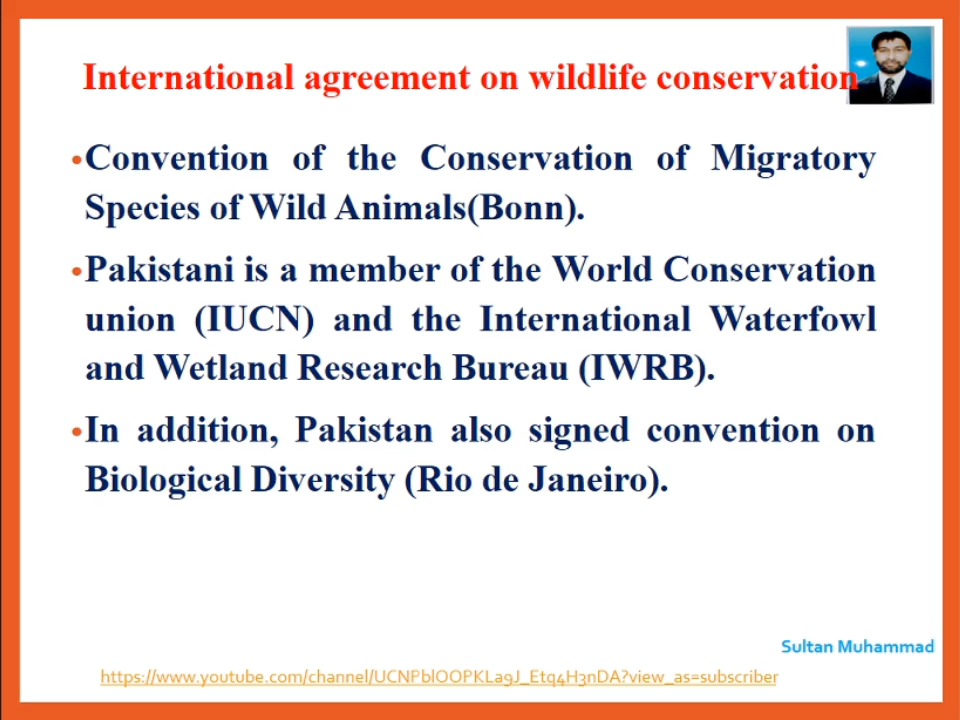 International agreement on wildlife conservation
•Convention of the Conservation of Migratory
Species of Wild Animals(Bonn).
•Pakistani is a member of the World Conservation
union (IUCN) and the International Waterfowl
and Wetland Research Bureau (IWRB).
•In addition, Pakistan also signed convention on
Biological Diversity (Rio de Janeiro).
Sultan Muhammad
https://www.youtube.com/channel/UCNPblOOPKLa9J_Etq4H3nDA?view_as=subscriber